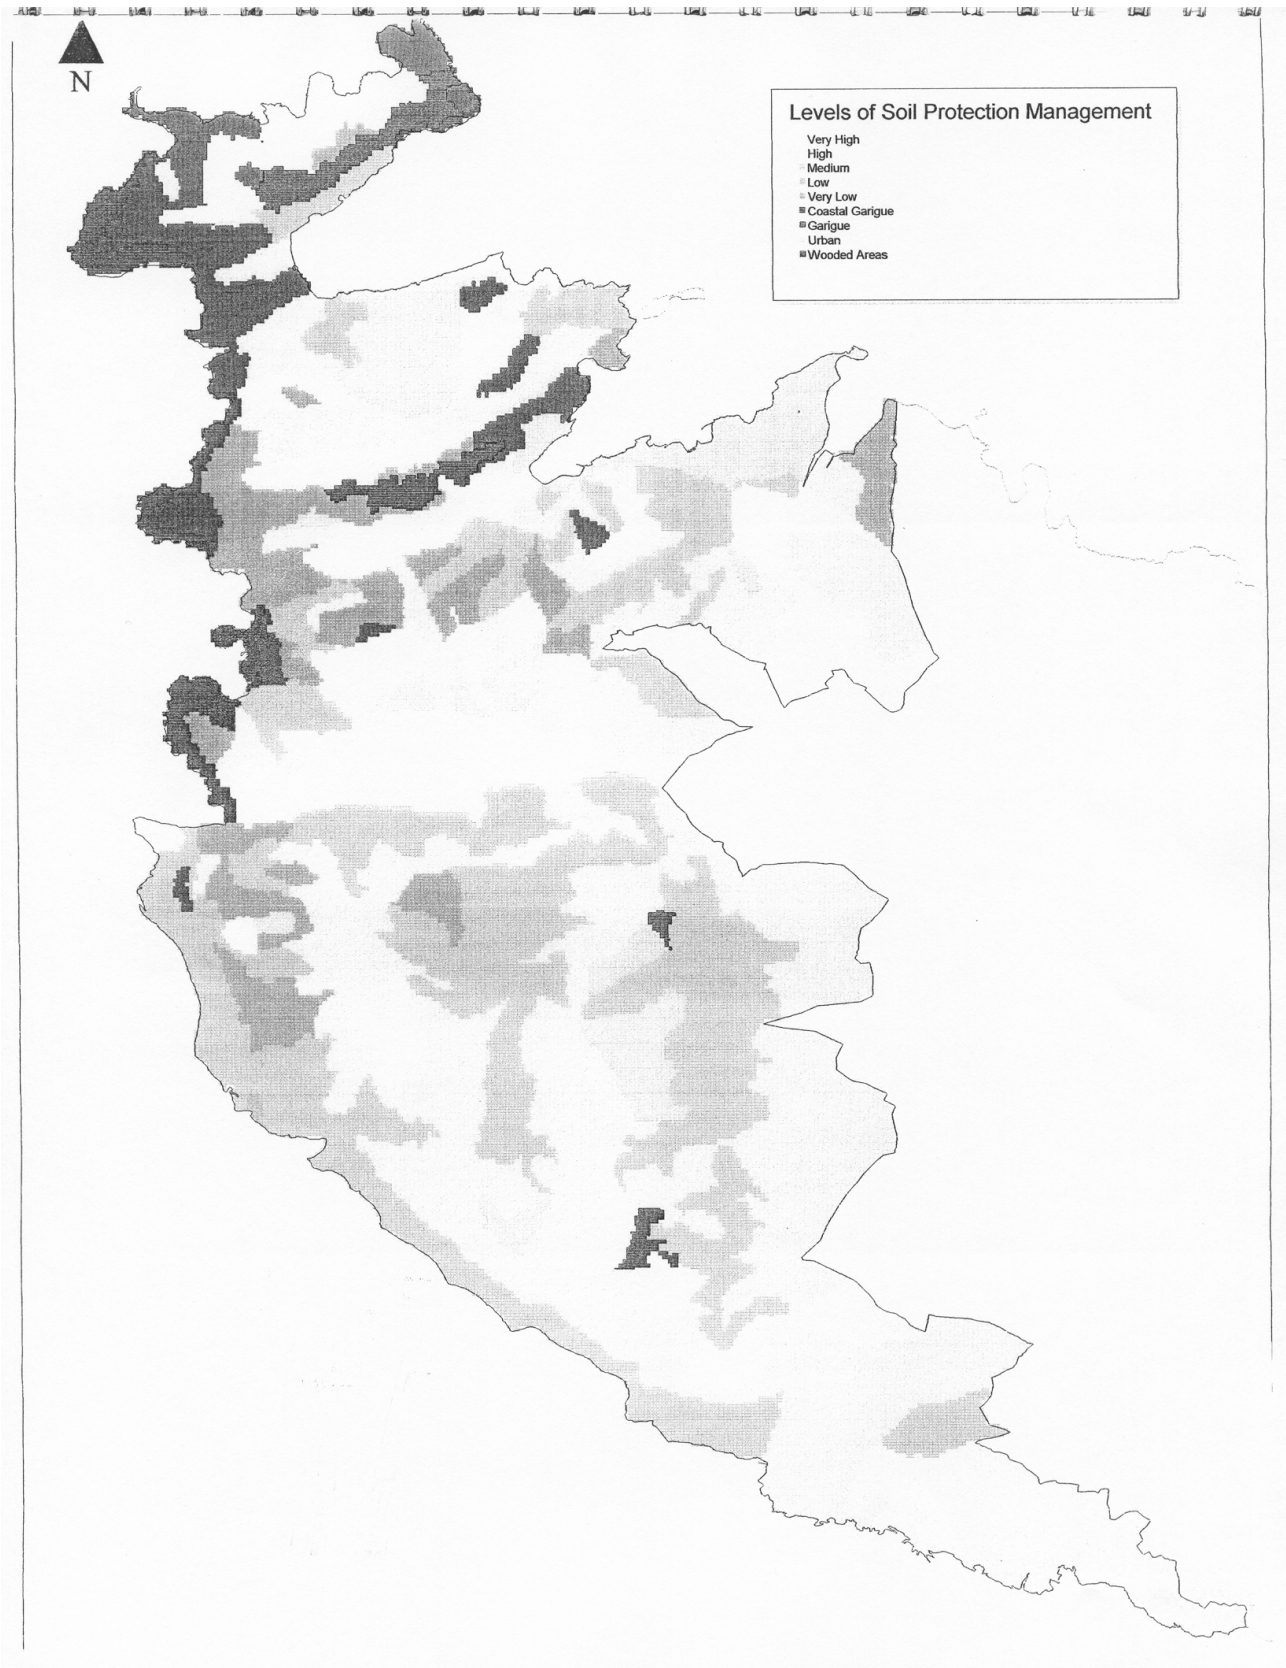 N
Levels of Soil Protection Management
Very High
High
Medium
Low
Very Low
Coastal Garigue
Garigue
Urban
Wooded Areas